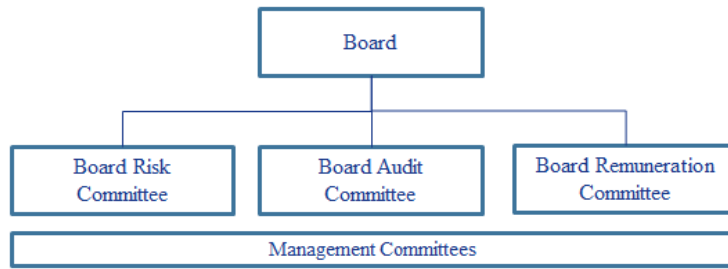 Board
Board Risk
Committee
Board Audit
Committee
Board Remuneration
Committee
Management Committees